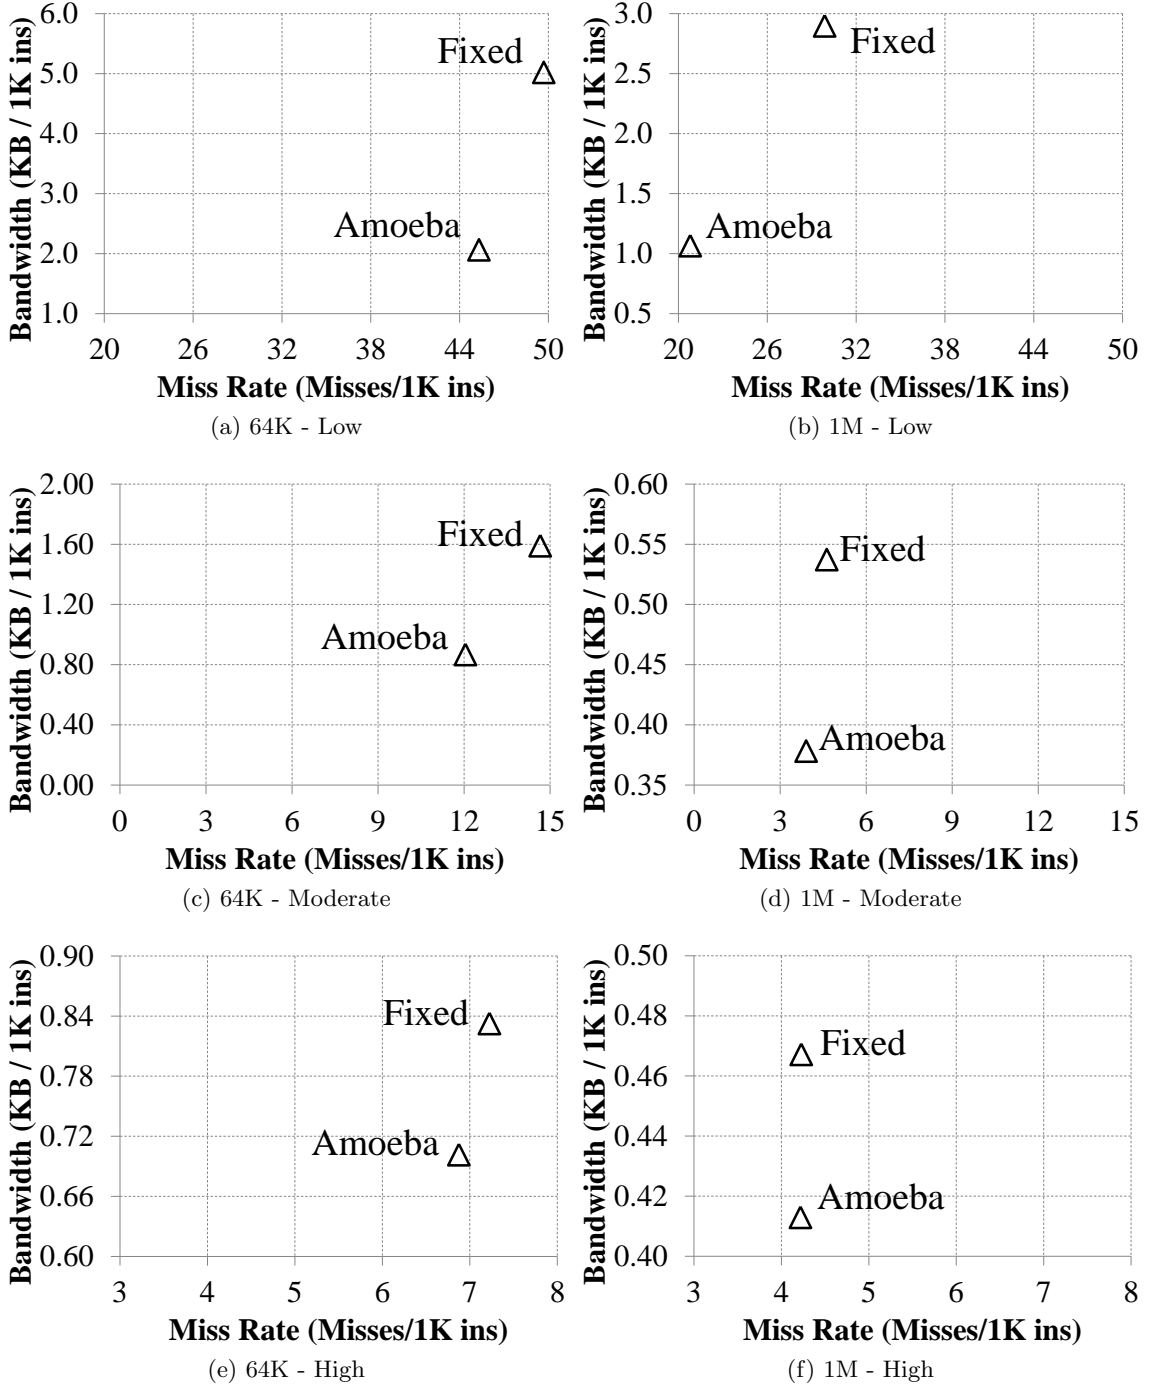 Bandwidth (KB / 1K ins)
6.0
5.0
4.0
3.0
2.0
1.0
Fixed
Amoeba
20 26 32 38 44 50
Miss Rate (Misses/1K ins)
(a) 64K - Low
Bandwidth (KB / 1K ins)
3.0
2.5
2.0
1.5
1.0
0.5
Fixed
Amoeba
20 26 32 38 44 50
Miss Rate (Misses/1K ins)
(b) 1M - Low
Bandwidth (KB / 1K ins)
2.00
1.60
1.20
0.80
0.40
0.00
Fixed
Amoeba
0 3 6 9 12 15
Miss Rate (Misses/1K ins)
(c) 64K - Moderate
Bandwidth (KB / 1K ins)
0.60
0.55
0.50
0.45
0.40
0.35
Fixed
Amoeba
0 3 6 9 12 15
Miss Rate (Misses/1K ins)
(d) 1M - Moderate
Bandwidth (KB / 1K ins)
0.90
0.84
0.78
0.72
0.66
0.60
Fixed
Amoeba
3 4 5 6 7 8
Miss Rate (Misses/1K ins)
(e) 64K - High
Bandwidth (KB / 1K ins)
0.50
0.48
0.46
0.44
0.42
0.40
Fixed
Amoeba
3 4 5 6 7 8
Miss Rate (Misses/1K ins)
(f) 1M - High